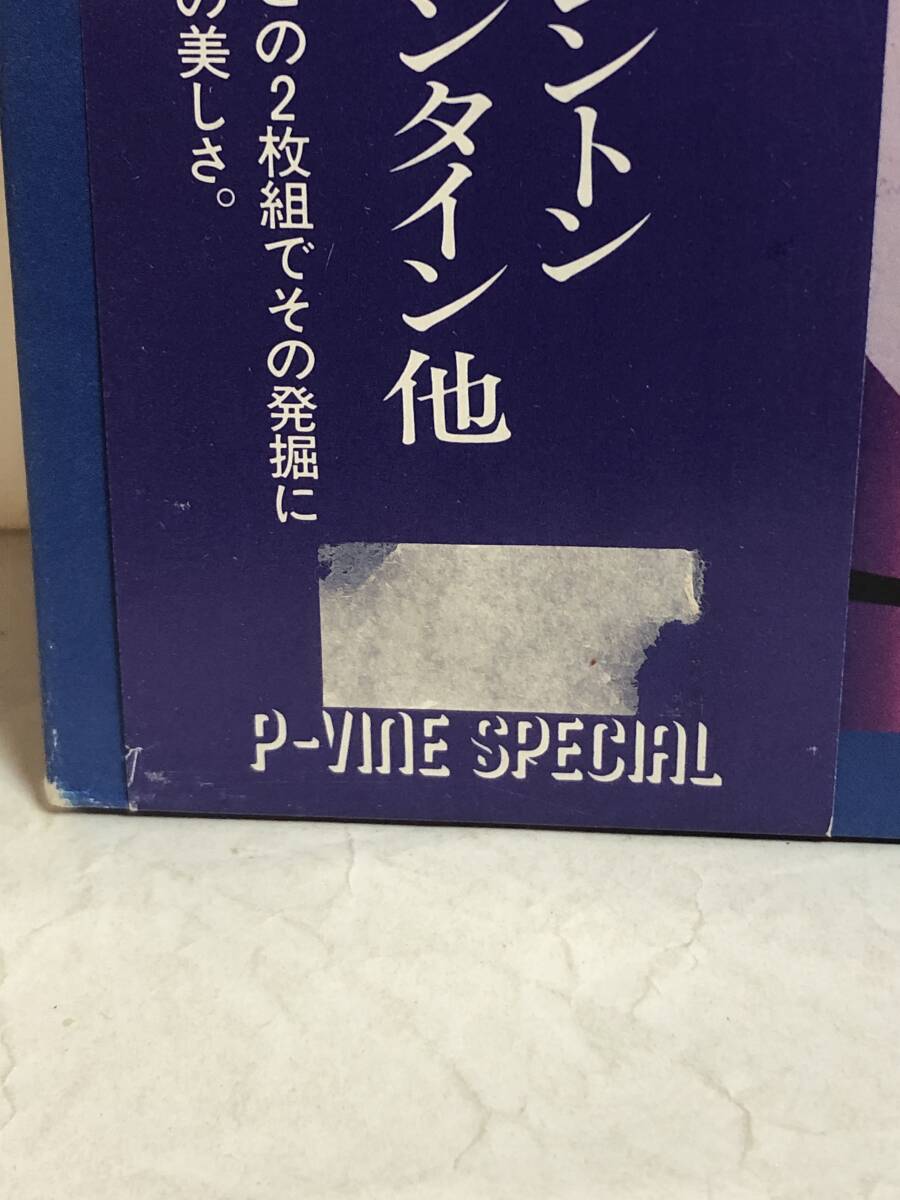 ントン
ンタイン他
の2枚組でその発掘に
の美しさ。
P-VINE SPECIAL